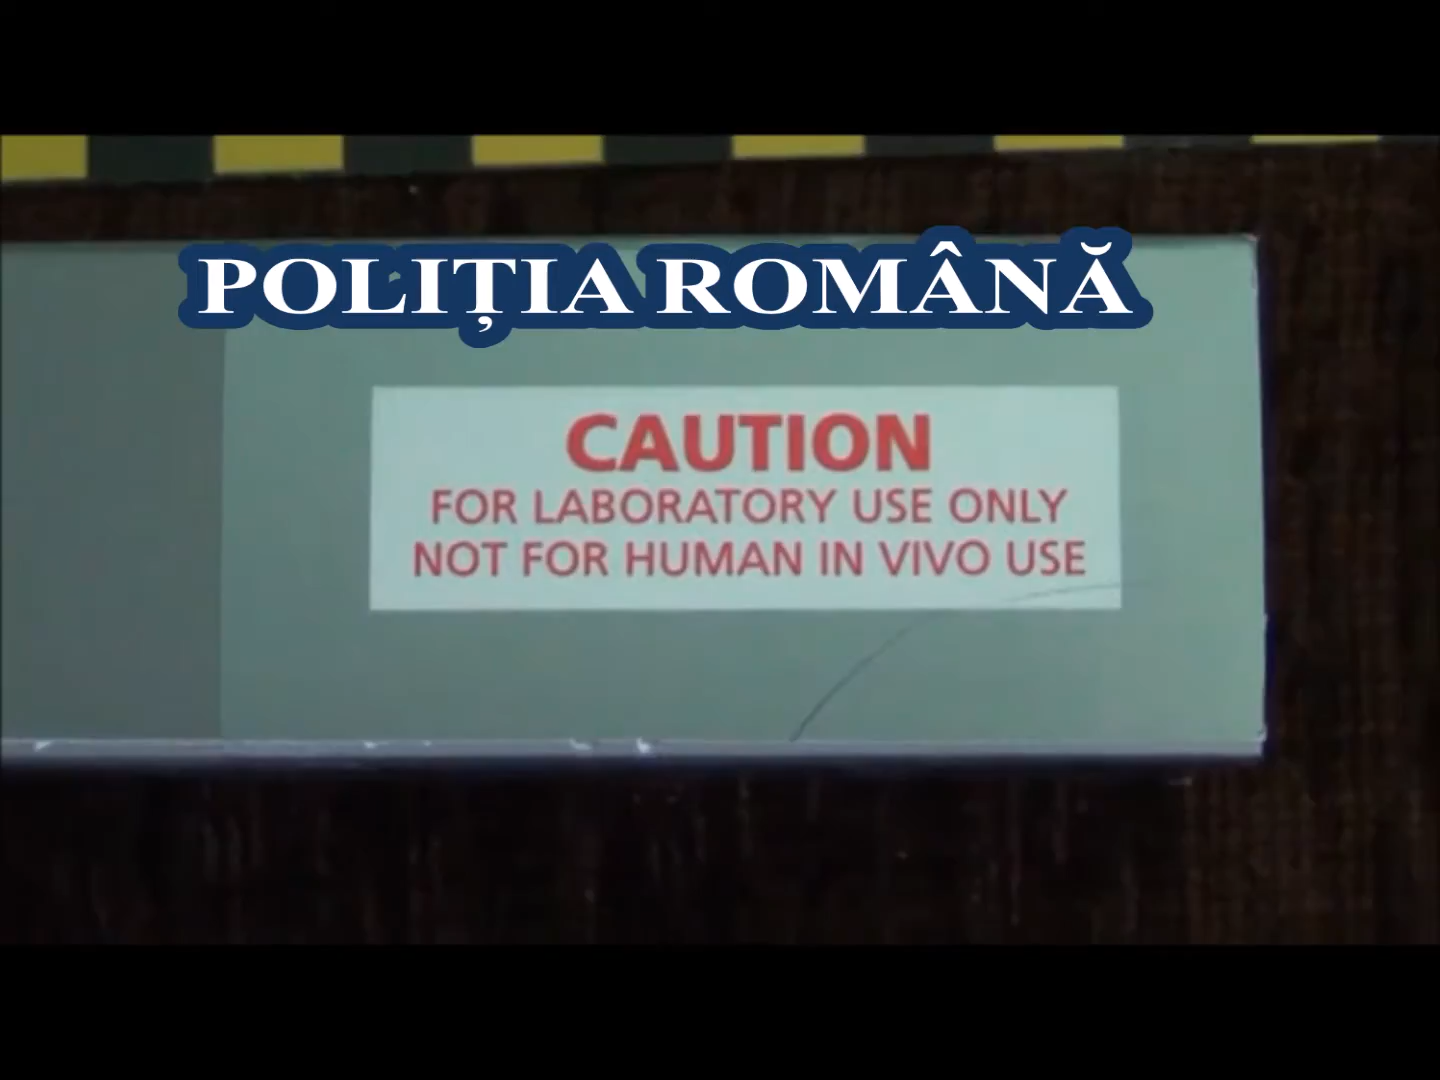 POLIȚIA ROMÂNĂ
CAUTION
FOR LABORATORY USE ONLY
NOT FOR HUMAN IN VIVO USE